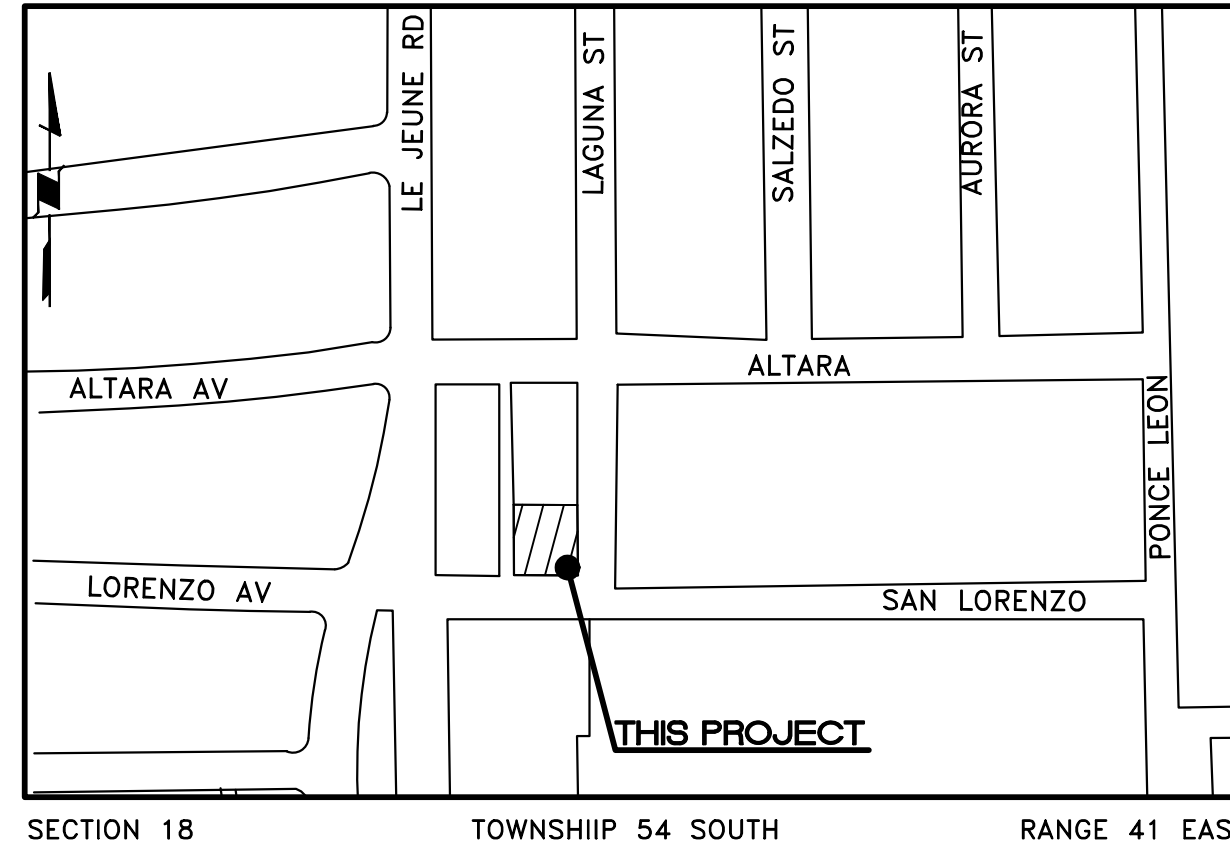 LE JEUNE RD
LAGUNA ST
SALZEDO ST
AURORA ST
ALTARA
ALTARA AV
PONCE LEON
LORENZO AV
SAN LORENZO
THIS PROJECT
SECTION 18
TOWNSHIIP 54 SOUTH
RANGE 41 EAS